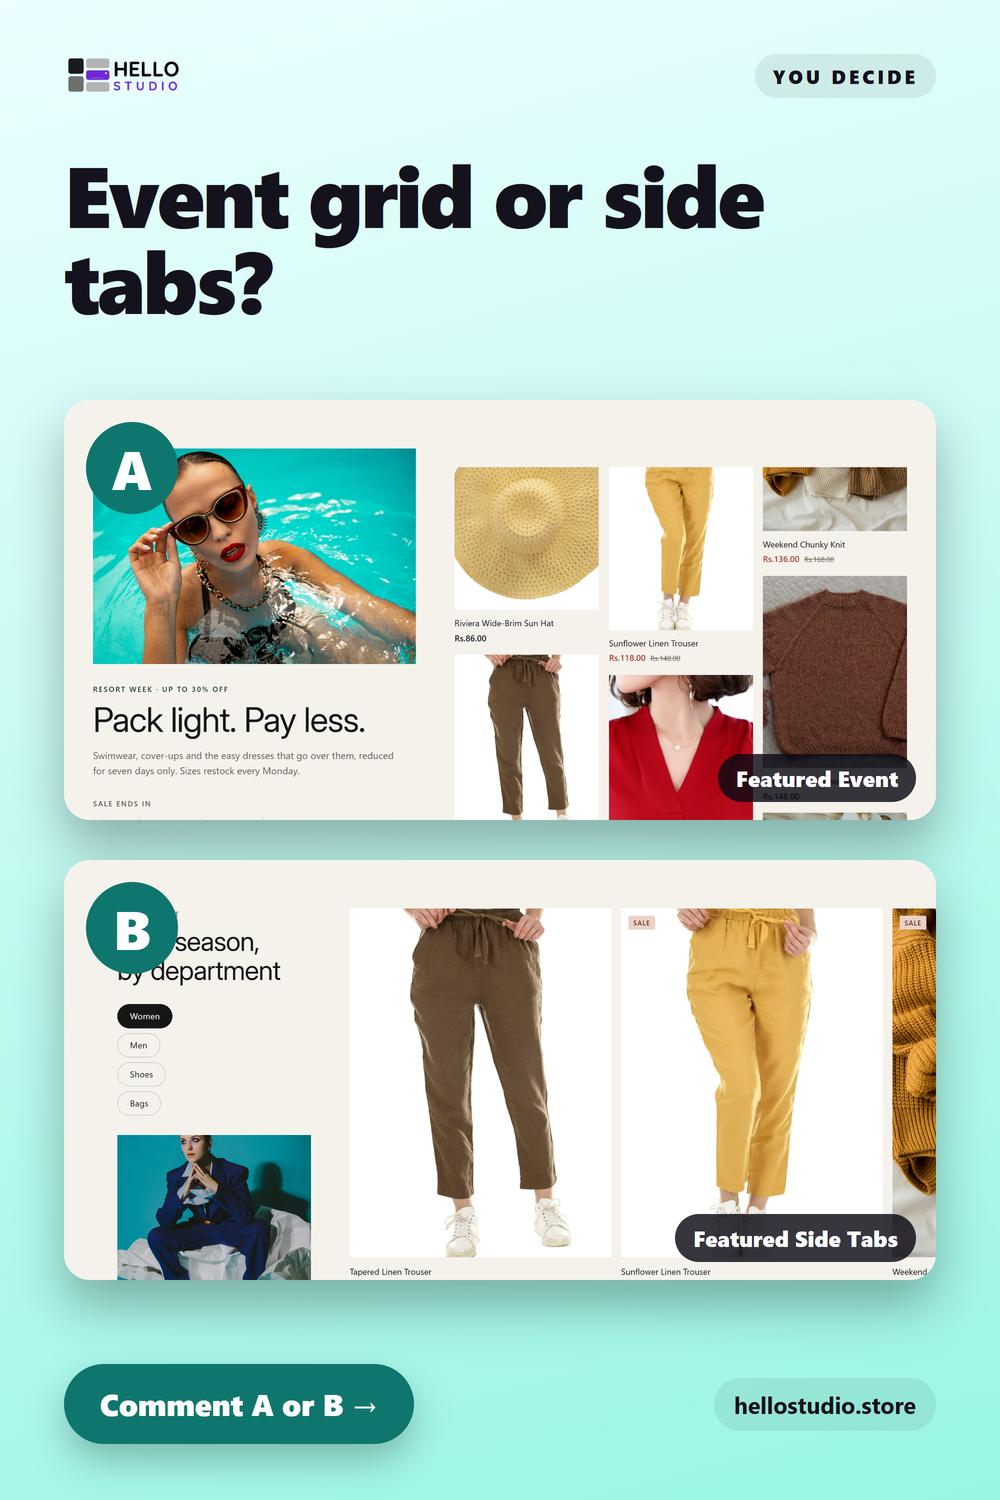 HELLO
STUDIO
YOU DECIDE
Event grid or side
tabs?
A
RESORT WEEK · UP TO 30% OFF
Pack light. Pay less.
Swimwear, cover-ups and the easy dresses that go over them, reduced
for seven days only. Sizes restock every Monday.
SALE ENDS IN
Riviera Wide-Brim Sun Hat
Rs.86.00
Sunflower Linen Trouser
Rs.118.00 Rs.148.00
Weekend Chunky Knit
Rs.136.00 Rs.168.00
Rs.148.00
Featured Event
B
season,
by department
Women
Men
Shoes
Bags
SALE
SALE
Tapered Linen Trouser
Sunflower Linen Trouser
Weekend
Featured Side Tabs
Comment A or B →
hellostudio.store